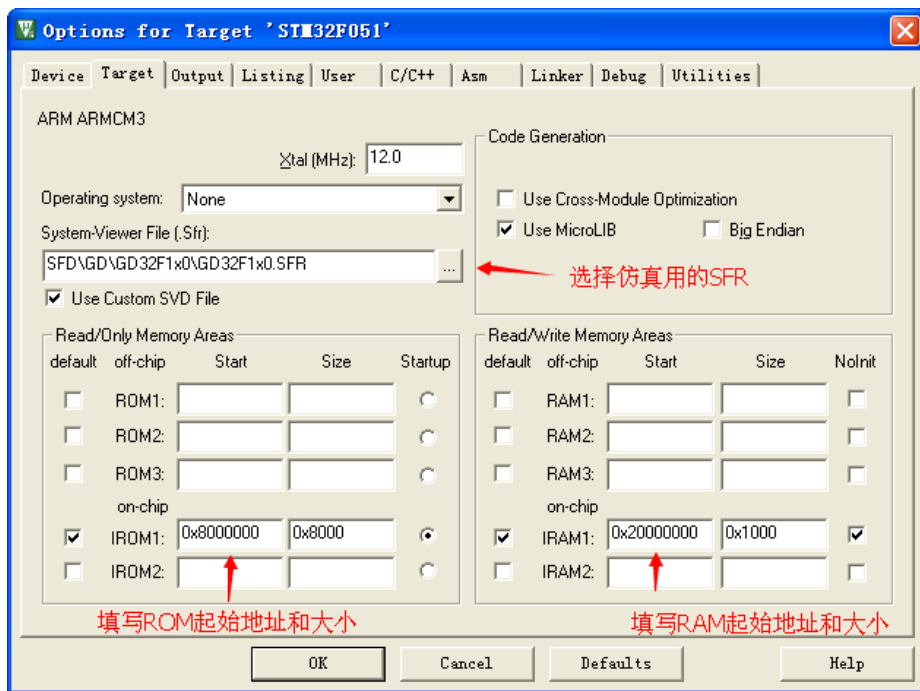 Options for Target 'STM32F051'
Device Target Output Listing User C/C++ Asm Linker Debug Utilities
ARM ARMCM3
Code Generation
Xtal (MHz): 12.0
Operating system: None
Use Cross-Module Optimization
System-Viewer File (.Sfr):
Use MicroLIB Big Endian
SFD\GD\GD32F1x0\GD32F1x0.SFR ...
选择仿真用的SFR
Use Custom SVD File
Read/Only Memory Areas
default off-chip Start Size Startup
ROM1:
ROM2:
ROM3:
on-chip
IROM1: 0x8000000 0x8000
IROM2:
填写ROM起始地址和大小
Read/Write Memory Areas
default off-chip Start Size NoInit
RAM1:
RAM2:
RAM3:
on-chip
IRAM1: 0x20000000 0x1000
IRAM2:
填写RAM起始地址和大小
OK Cancel Defaults Help